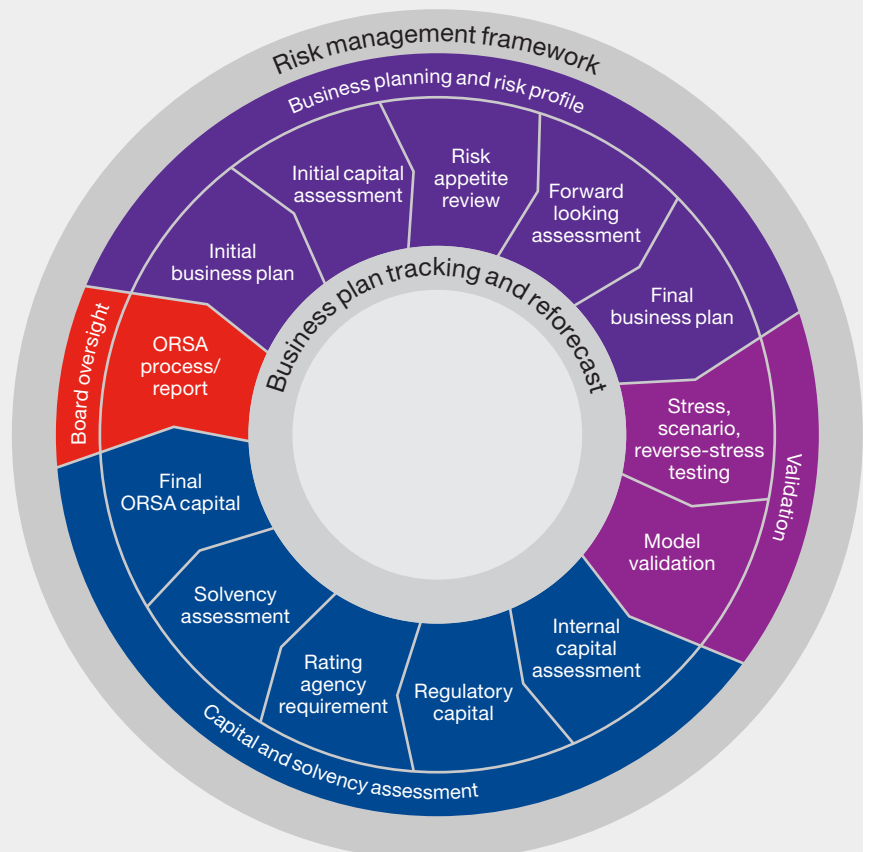 Risk management framework
Business planning and risk profile
Initial
business plan
Initial capital
assessment
Risk
appetite
review
Forward
looking
assessment
Final
business plan
Validation
Stress,
scenario,
reverse-stress
testing
Model
validation
Capital and solvency assessment
Internal
capital
assessment
Regulatory
capital
Rating
agency
requirement
Solvency
assessment
Final
ORSA capital
Board oversight
ORSA
process/
report
Business plan tracking and reforecast